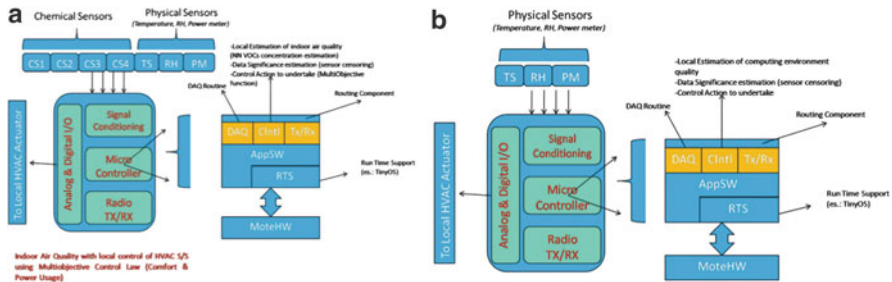 a
Chemical Sensors
Physical Sensors
(Temperature, RH, Power meter)
CS1 CS2 CS3 CS4 TS RH PM
-Local Estimation of indoor air quality
(NN VOCs concentration estimation)
-Data Significance estimation (sensor censoring)
-Control Action to undertake (MultiObjective
function)
DAQ Routine
Routing Component
To Local HVAC Actuator
Analog & Digital I/O
Signal
Conditioning
Micro
Controller
Radio
TX/RX
DAQ CIntl Tx/Rx
AppSW
RTS
Run Time Support
(es.: TinyOS)
MoteHW
Indoor Air Quality with local control of HVAC S/S
using Multiobjective Control Law (Comfort &
Power Usage)
b
Physical Sensors
(Temperature, RH, Power meter)
TS RH PM
-Local Estimation of computing environment
quality
-Data Significance estimation (sensor censoring)
-Control Action to undertake
DAQ Routine
Routing Component
To Local HVAC Actuator
Analog & Digital I/O
Signal
Conditioning
Micro
Controller
Radio
TX/RX
DAQ CIntl Tx/Rx
AppSW
RTS
Run Time Support
(es.: TinyOS)
MoteHW